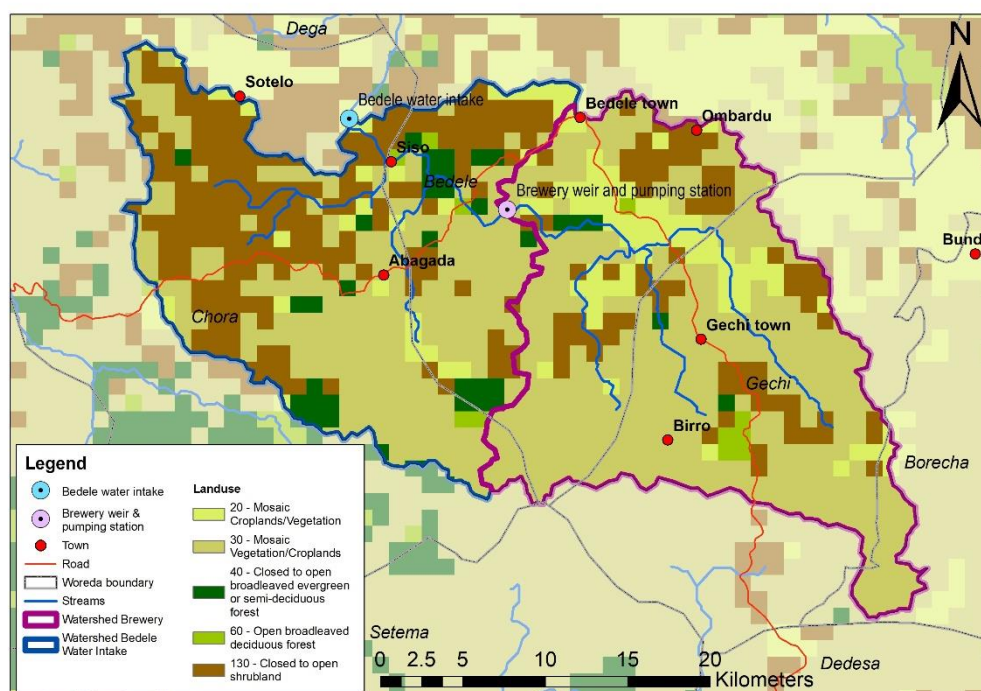 Dega
N
Sotelo
Bedele water intake
Bedele town
Ombardu
Siso
Bedele
Brewery weir and pumping station
Bund
Abagada
Chora
Gechi town
Gechi
Birro
Borecha
Legend
Bedele water intake
Brewery weir &
pumping station
Town
Road
Woreda boundary
Streams
Watershed Brewery
Watershed Bedele
Water Intake
Landuse
20 - Mosaic
Croplands/Vegetation
30 - Mosaic
Vegetation/Croplands
40 - Closed to open
broadleaved evergreen
or semi-deciduous
forest
60 - Open broadleaved
deciduous forest
130 - Closed to open
shrubland
Setema
Dedesa
0 2.5 5 10 15 20
Kilometers